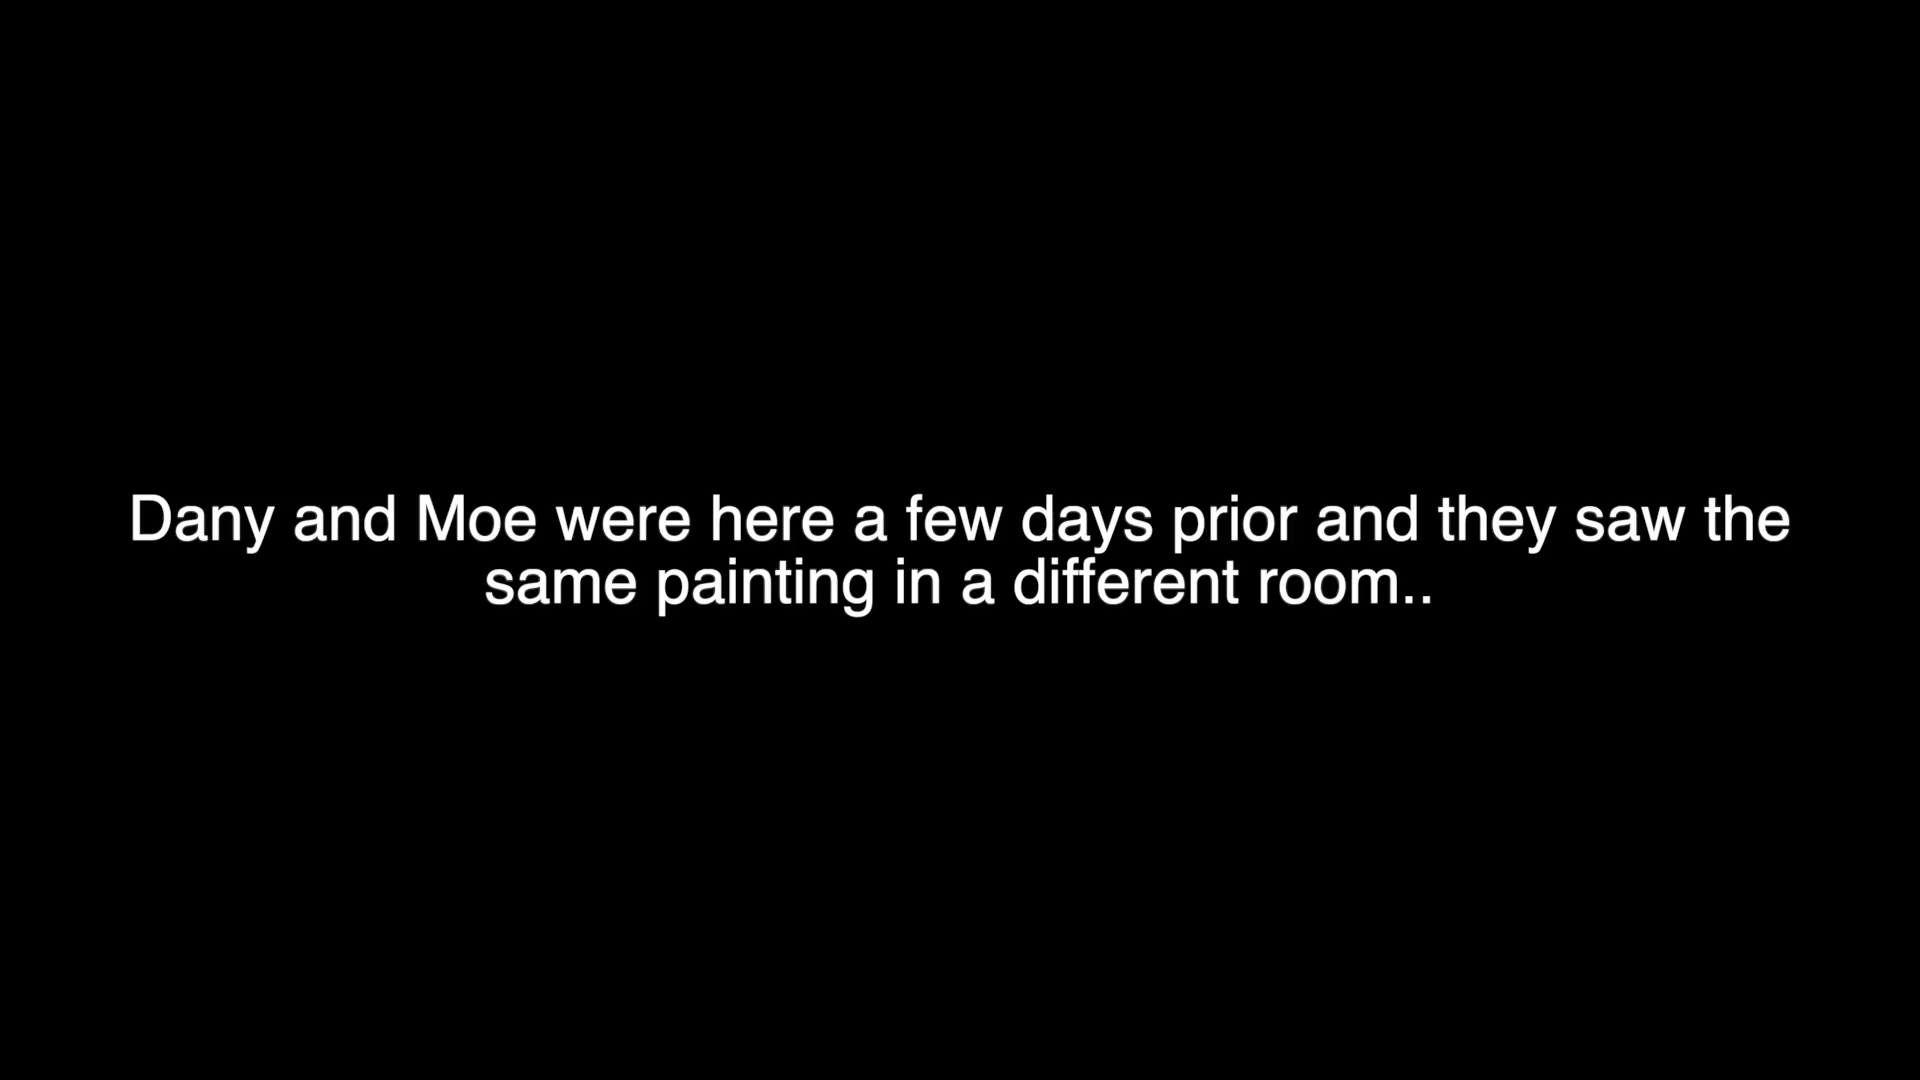 Dany and Moe were here a few days prior and they saw the
same painting in a different room..